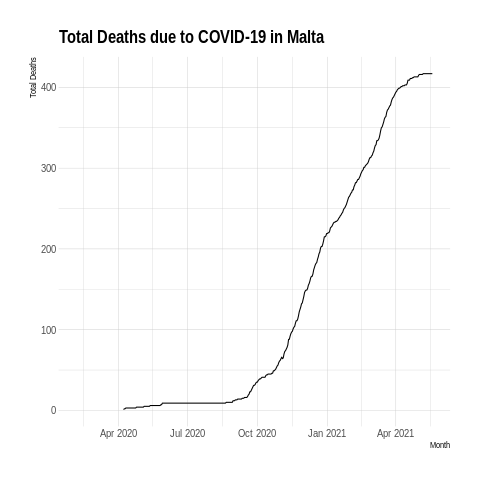 Total Deaths due to COVID-19 in Malta
Total Deaths
400
300
200
100
0
Apr 2020 Jul 2020 Oct 2020 Jan 2021 Apr 2021
Month